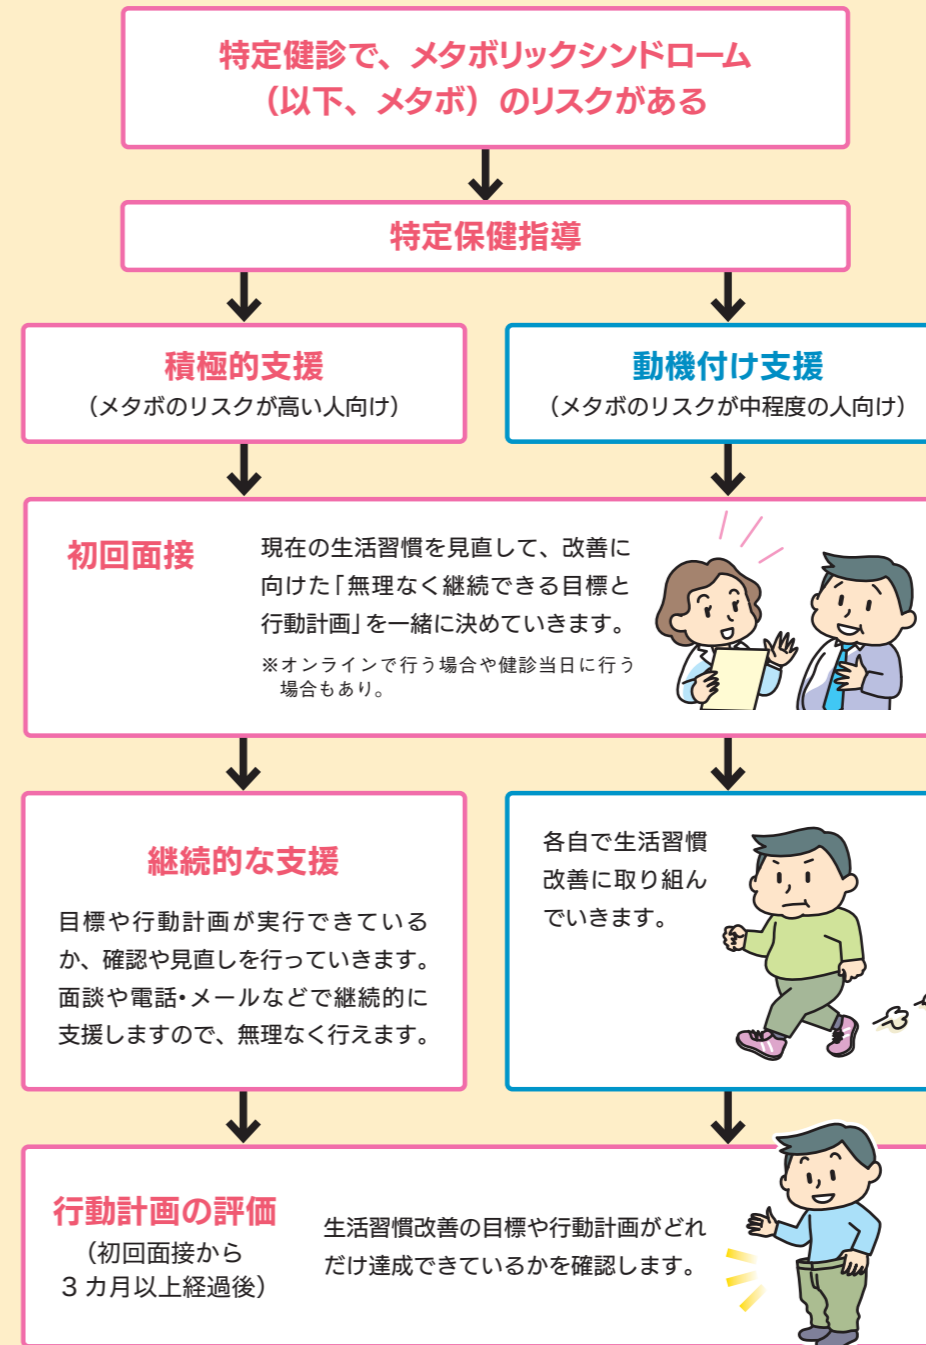 特定健診で、メタボリックシンドローム
（以下、メタボ）のリスクがある
特定保健指導
積極的支援
（メタボのリスクが高い人向け）
動機付け支援
（メタボのリスクが中程度の人向け）
初回面接
現在の生活習慣を見直して、改善に
向けた「無理なく継続できる目標と
行動計画」を一緒に決めていきます。
※オンラインで行う場合や健診当日に行う
場合もあり。
継続的な支援
目標や行動計画が実行できている
か、確認や見直しを行っていきます。
面談や電話・メールなどで継続的に
支援しますので、無理なく行えます。
各自で生活習慣
改善に取り組ん
でいきます。
行動計画の評価
（初回面接から
３カ月以上経過後）
生活習慣改善の目標や行動計画がどれ
だけ達成できているかを確認します。